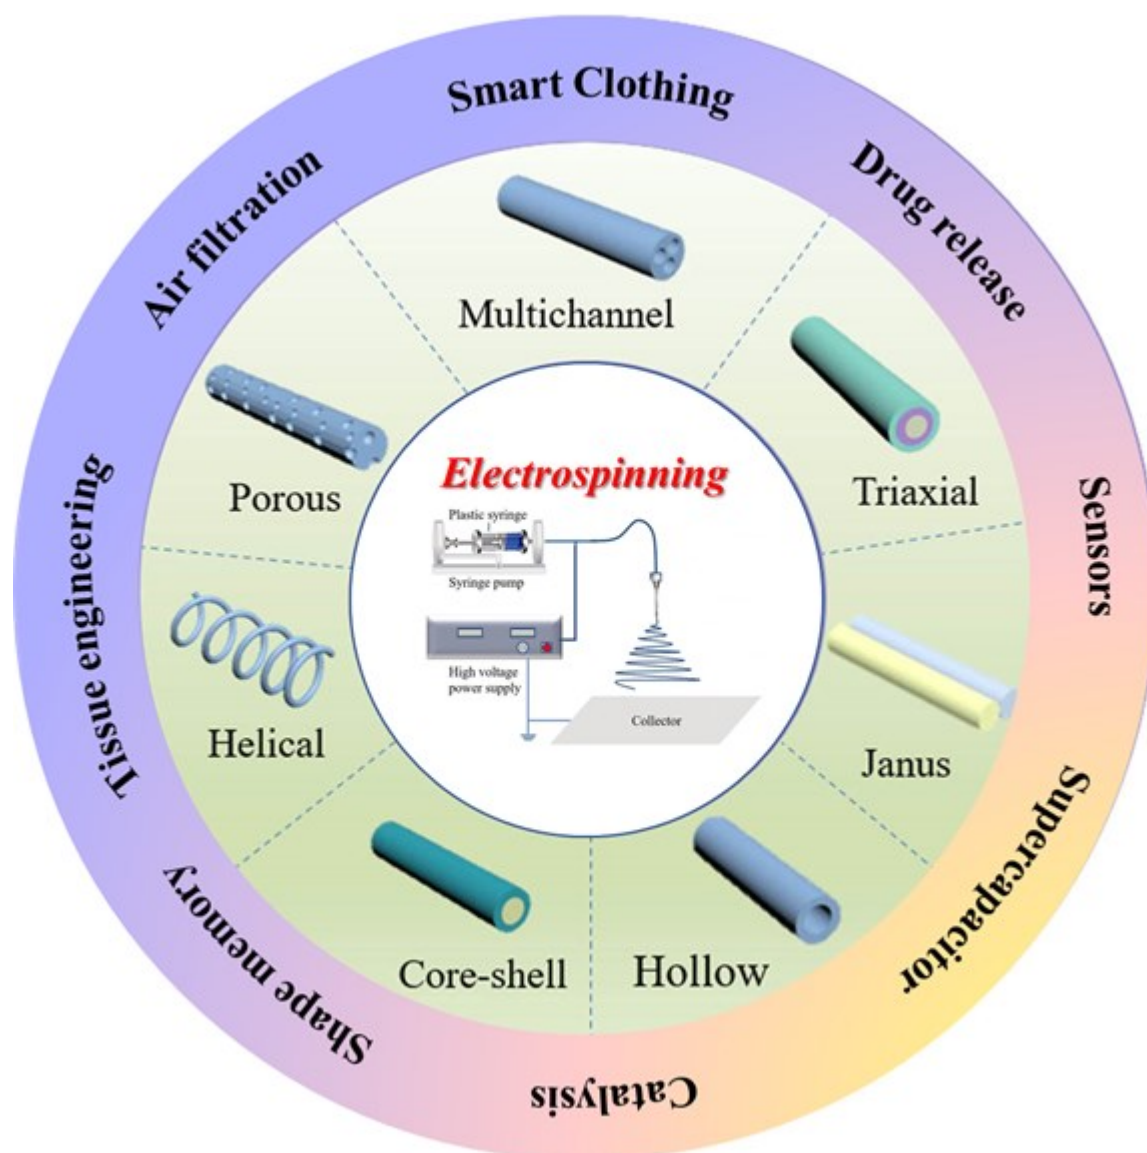 Smart Clothing
Drug release
Sensors
Supercapacitor
Catalysis
Shape memory
Tissue engineering
Air filtration
Multichannel
Triaxial
Janus
Hollow
Core-shell
Helical
Porous
Electrospinning
Plastic syringe
Syringe pump
High voltage
power supply
Collector